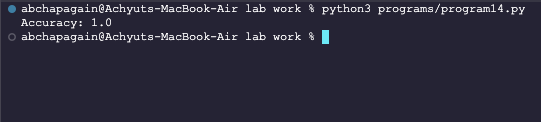 abchapagain@Achyuts-MacBook-Air lab work % python3 programs/program14.py
Accuracy: 1.0
abchapagain@Achyuts-MacBook-Air lab work %